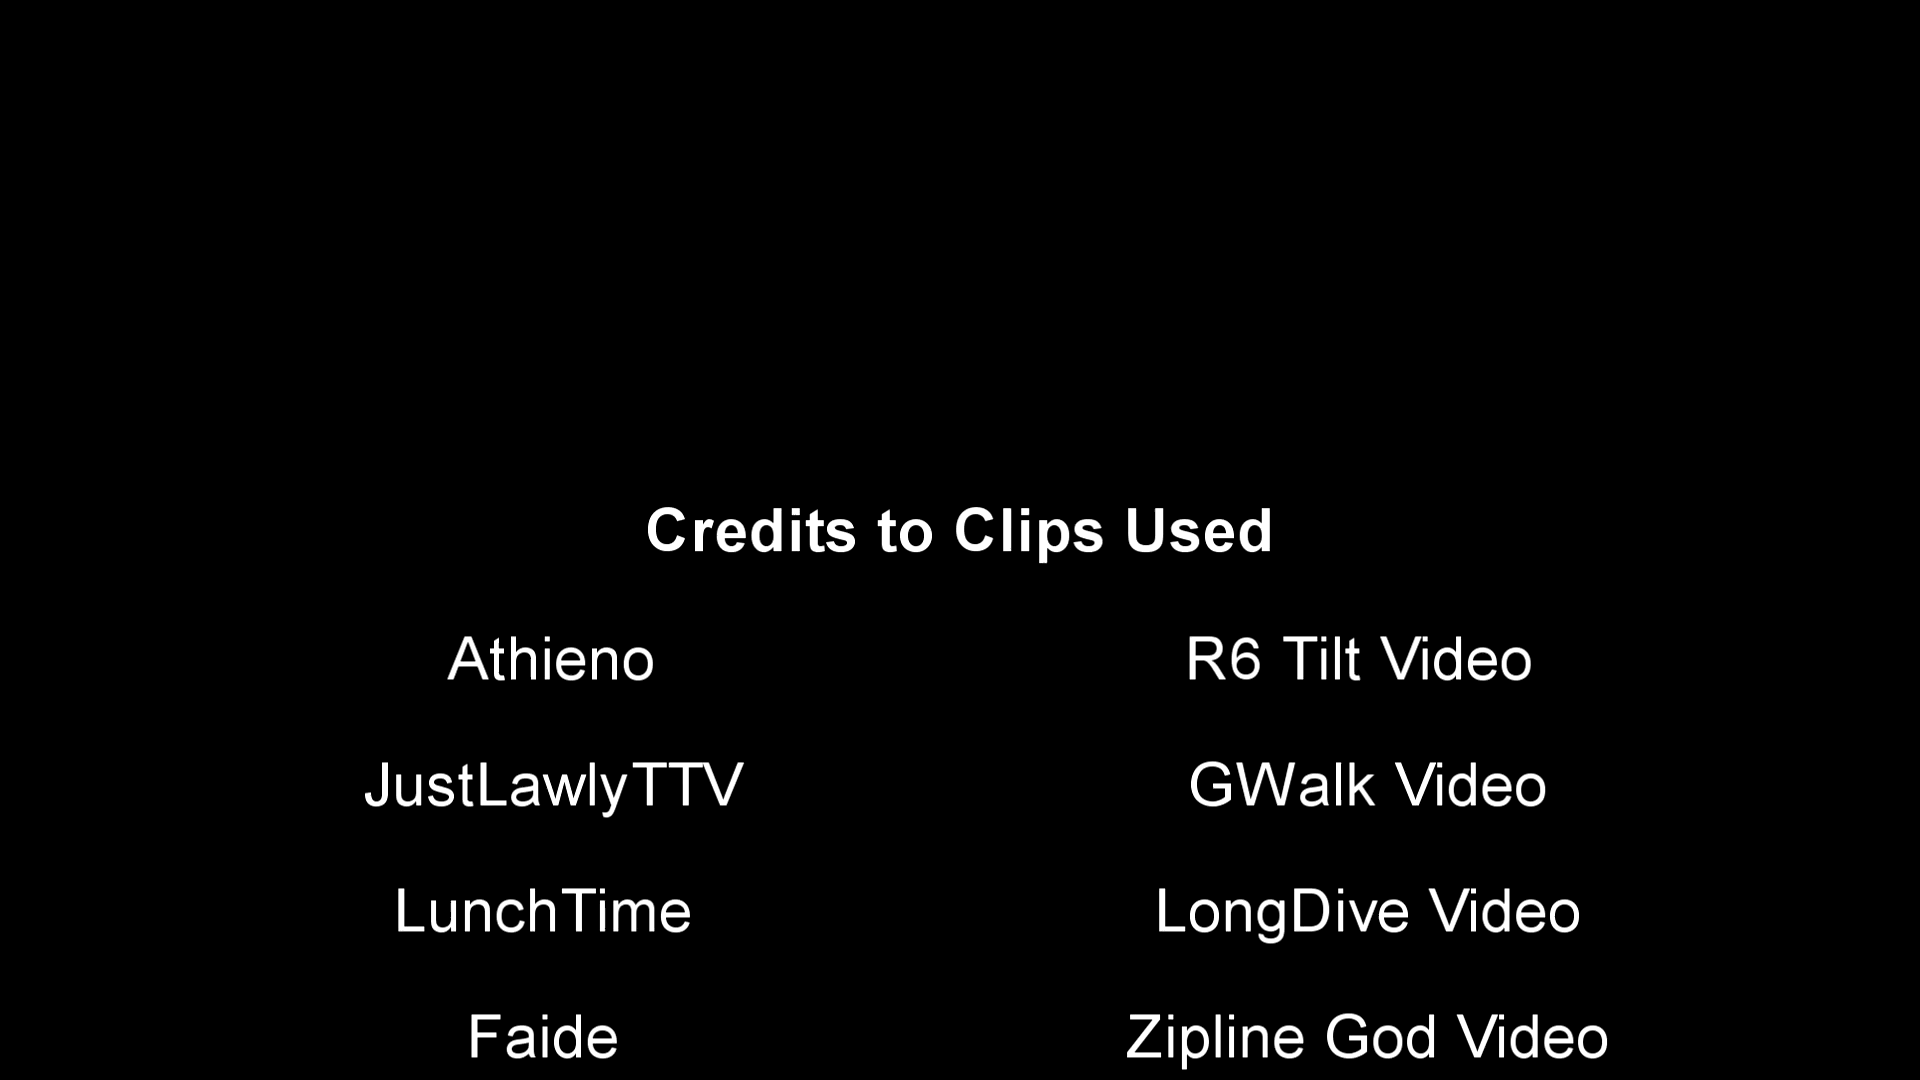 Credits to Clips Used
Athieno R6 Tilt Video
JustLawlyTTV GWalk Video
LunchTime LongDive Video
Faide Zipline God Video